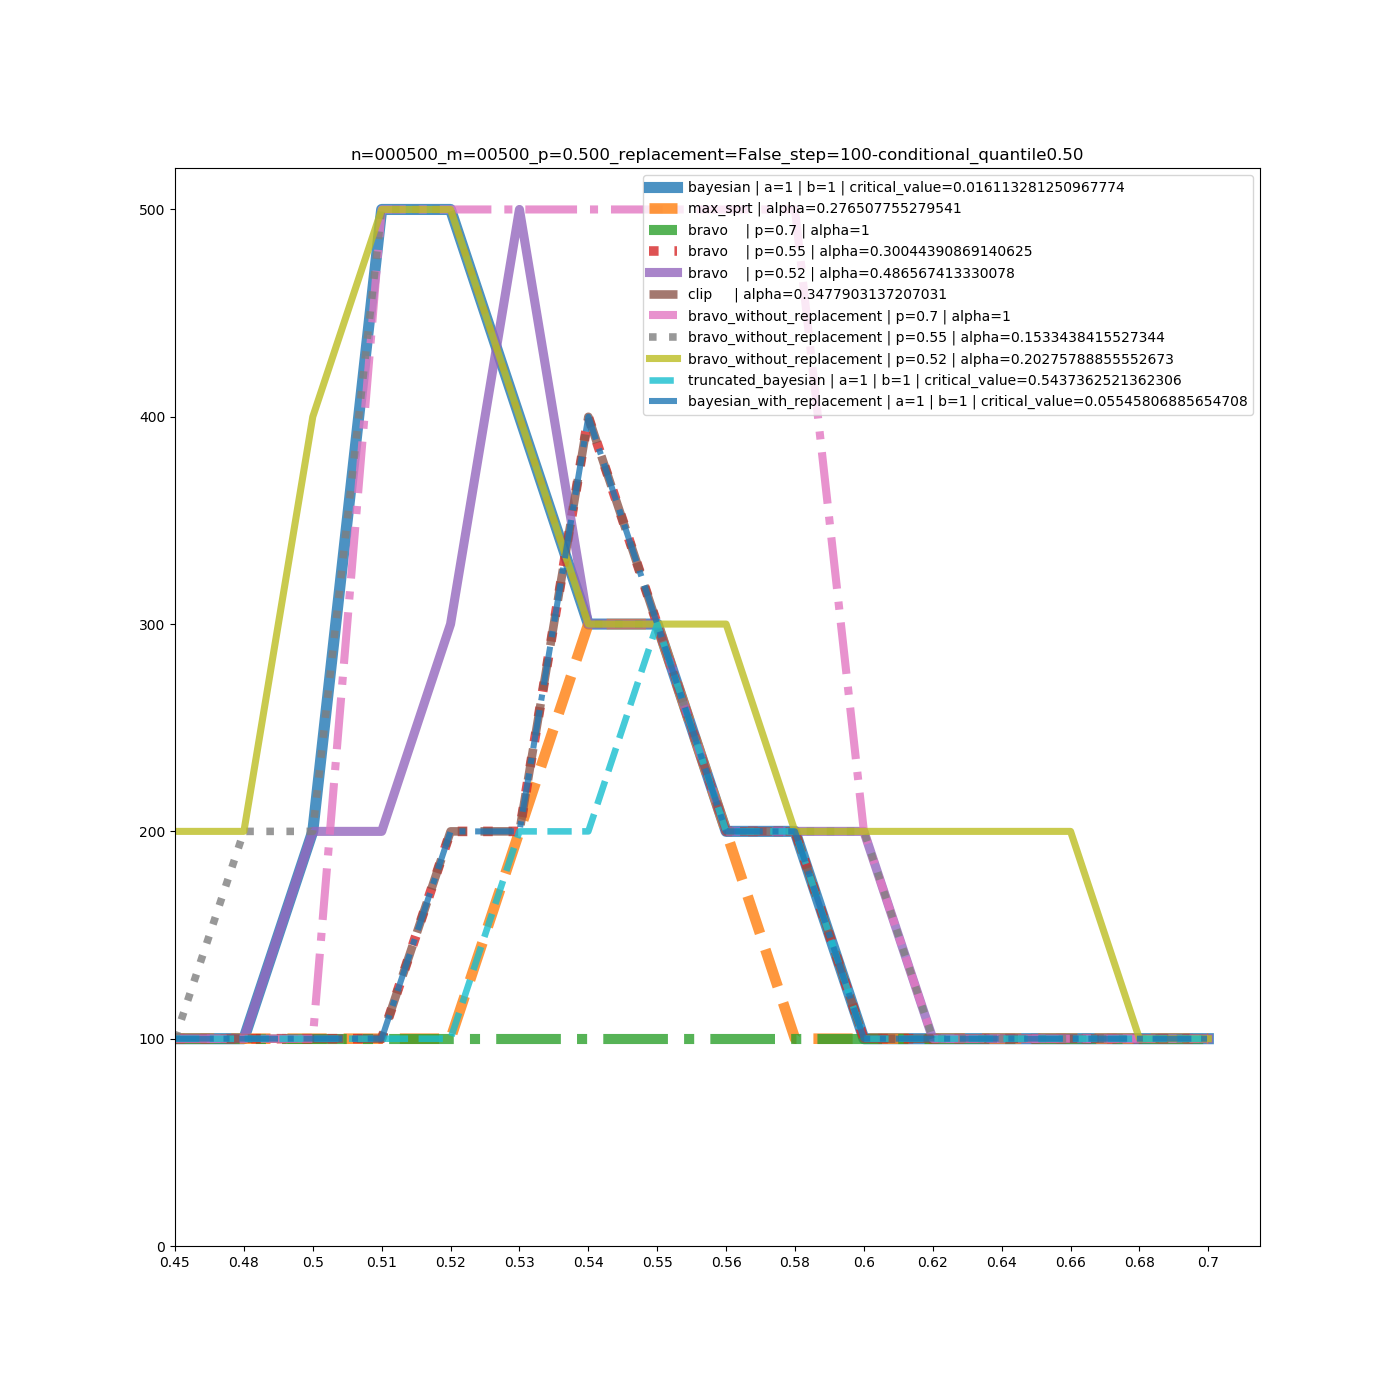 n=000500_m=00500_p=0.500_replacement=False_step=100-conditional_quantile0.50
bayesian | a=1 | b=1 | critical_value=0.016113281250967774
max_sprt | alpha=0.276507755279541
bravo | p=0.7 | alpha=1
bravo | p=0.55 | alpha=0.30044390869140625
bravo | p=0.52 | alpha=0.486567413330078
clip | alpha=0.3477903137207031
bravo_without_replacement | p=0.7 | alpha=1
bravo_without_replacement | p=0.55 | alpha=0.1533438415527344
bravo_without_replacement | p=0.52 | alpha=0.20275788855552673
truncated_bayesian | a=1 | b=1 | critical_value=0.5437362521362306
bayesian_with_replacement | a=1 | b=1 | critical_value=0.05545806885654708
500
400
300
200
100
0
0.45 0.48 0.5 0.51 0.52 0.53 0.54 0.55 0.56 0.58 0.6 0.62 0.64 0.66 0.68 0.7